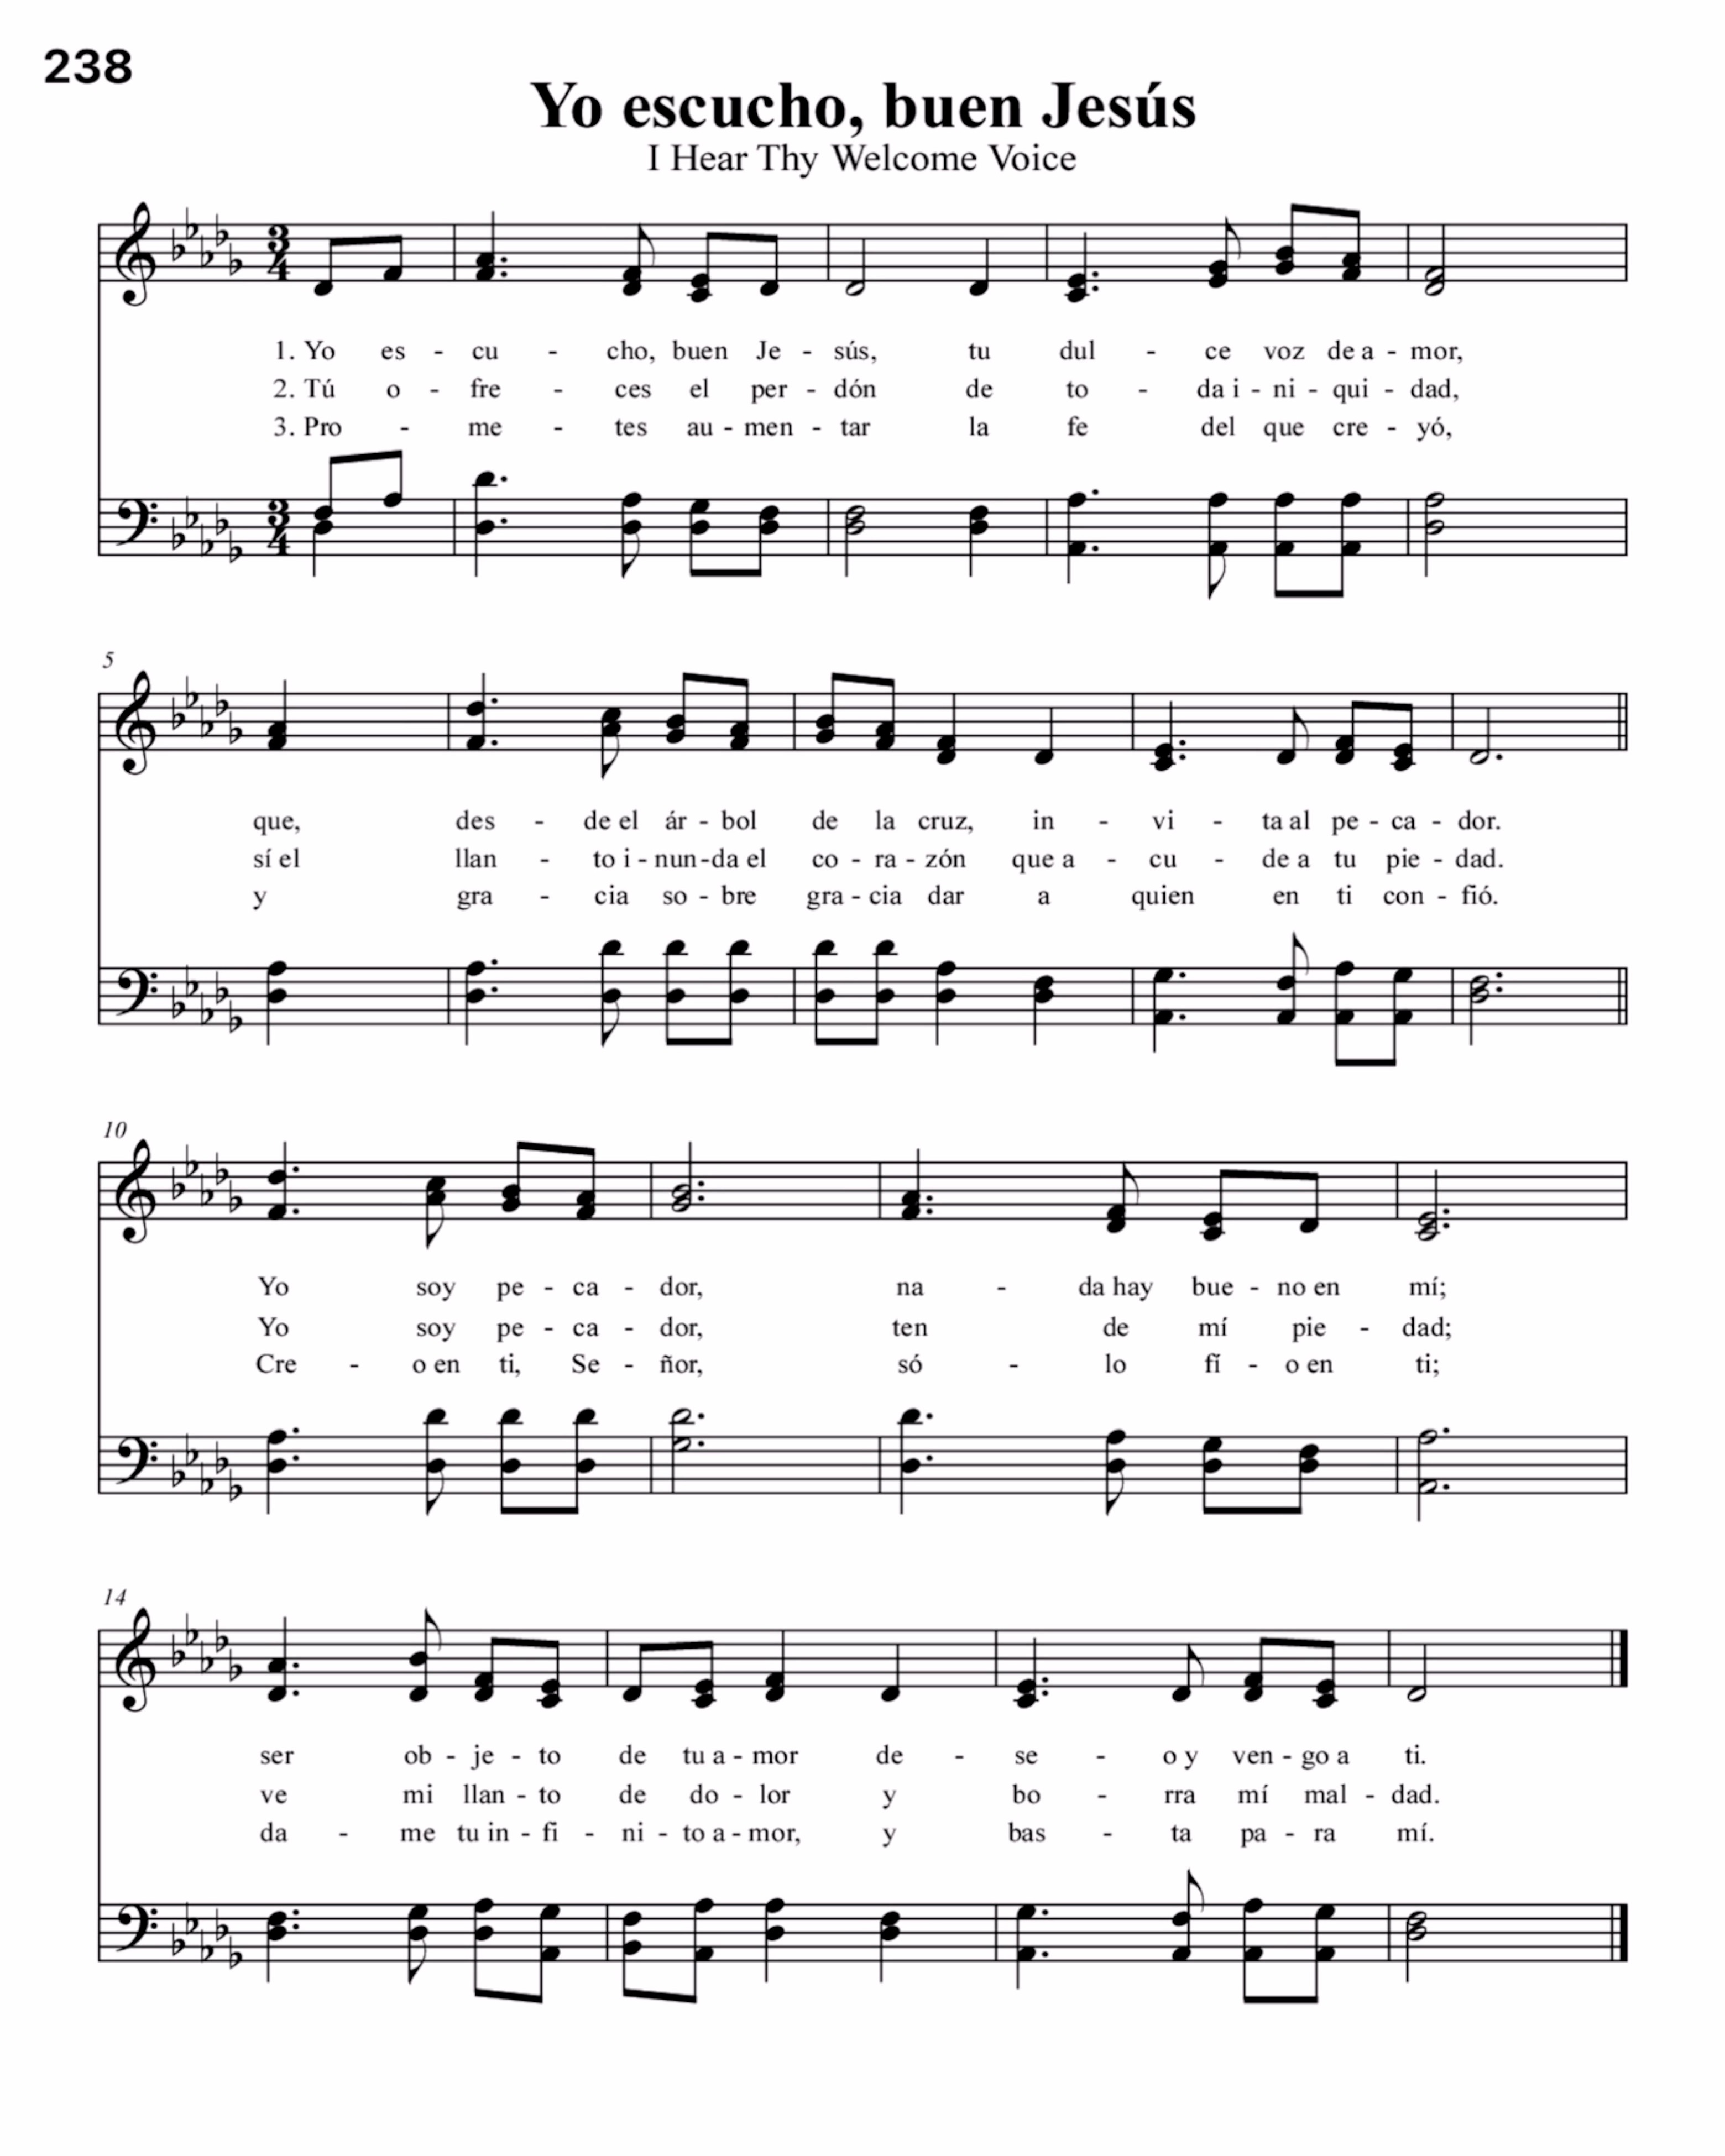 238
Yo escucho, buen Jesús
I Hear Thy Welcome Voice
3 4
1. Yo es - cu - cho, buen Je - sús, tu dul - ce voz de a - mor,
2. Tú o - fre - ces el per - dón de to - da i - ni - qui - dad,
3. Pro - me - tes au - men - tar la fe del que cre - yó,
3 4
5
que, des - de el ár - bol de la cruz, in - vi - ta al pe - ca - dor.
sí el llan - to i - nun - da el co - ra - zón que a - cu - de a tu pie - dad.
y gra - cia so - bre gra - cia dar a quien en ti con - fió.
10
Yo soy pe - ca - dor, na - da hay bue - no en mí;
Yo soy pe - ca - dor, ten de mí pie - dad;
Cre - o en ti, Se - ñor, só - lo fí - o en ti;
14
ser ob - je - to de tu a - mor de - se - o y ven - go a ti.
ve mi llan - to de do - lor y bo - rra mí mal - dad.
da - me tu in - fi - ni - to a - mor, y bas - ta pa - ra mí.